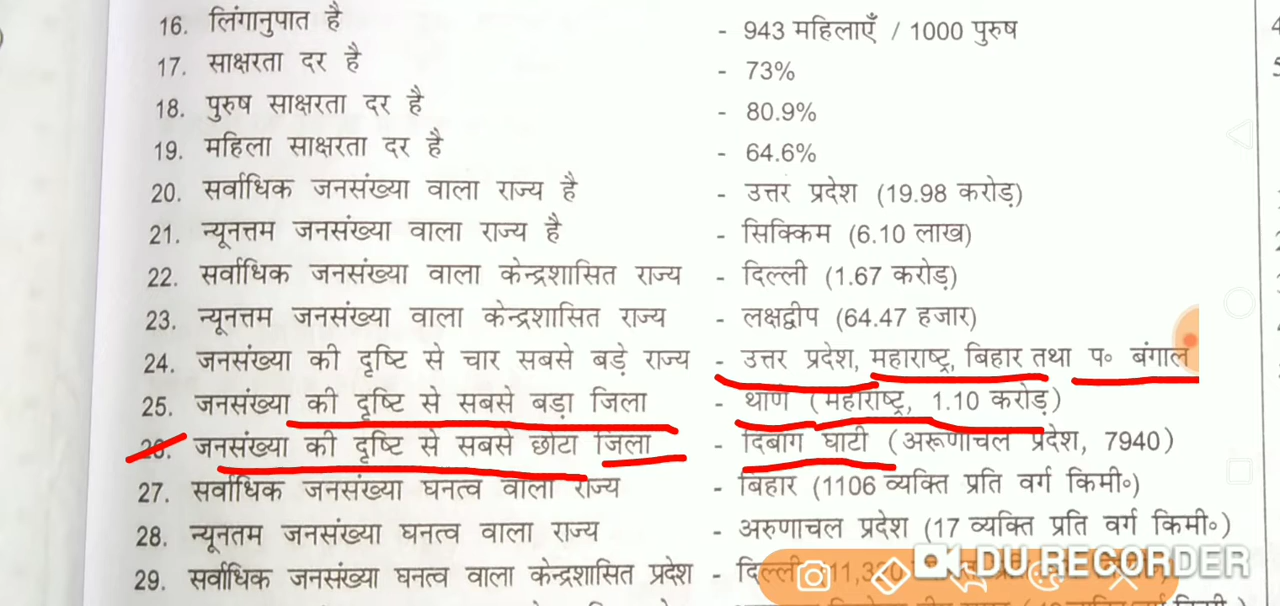 16. लिंगानुपात है - 943 महिलाएँ / 1000 पुरुष
17. साक्षरता दर है - 73%
18. पुरुष साक्षरता दर है - 80.9%
19. महिला साक्षरता दर है - 64.6%
20. सर्वाधिक जनसंख्या वाला राज्य है - उत्तर प्रदेश (19.98 करोड़)
21. न्यूनत्तम जनसंख्या वाला राज्य है - सिक्किम (6.10 लाख)
22. सर्वाधिक जनसंख्या वाला केन्द्रशासित राज्य - दिल्ली (1.67 करोड़)
23. न्यूनत्तम जनसंख्या वाला केन्द्रशासित राज्य - लक्षद्वीप (64.47 हजार)
24. जनसंख्या की दृष्टि से चार सबसे बड़े राज्य - उत्तर प्रदेश, महाराष्ट्र, बिहार तथा प॰ बंगाल
25. जनसंख्या की दृष्टि से सबसे बड़ा जिला - थाणे (महाराष्ट्र, 1.10 करोड़)
26. जनसंख्या की दृष्टि से सबसे छोटा जिला - दिबांग घाटी (अरूणाचल प्रदेश, 7940)
27. सर्वाधिक जनसंख्या घनत्व वाला राज्य - बिहार (1106 व्यक्ति प्रति वर्ग किमी॰)
28. न्यूनतम जनसंख्या घनत्व वाला राज्य - अरुणाचल प्रदेश (17 व्यक्ति प्रति वर्ग किमी॰)
29. सर्वाधिक जनसंख्या घनत्व वाला केन्द्रशासित प्रदेश - दिल्ली
DU RECORDER